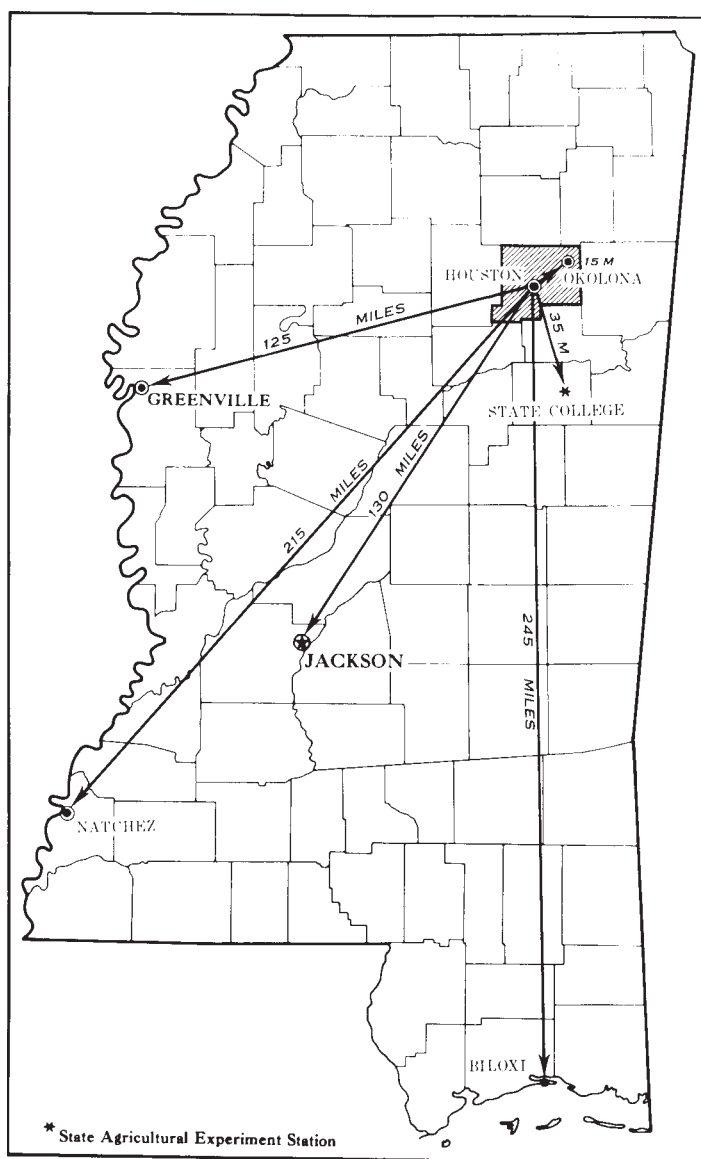 15 M
HOUSTON
OKOLONA
125 MILES
35 M
GREENVILLE
STATE COLLEGE
215 MILES
130 MILES
245 MILES
JACKSON
NATCHEZ
BILOXI
* State Agricultural Experiment Station